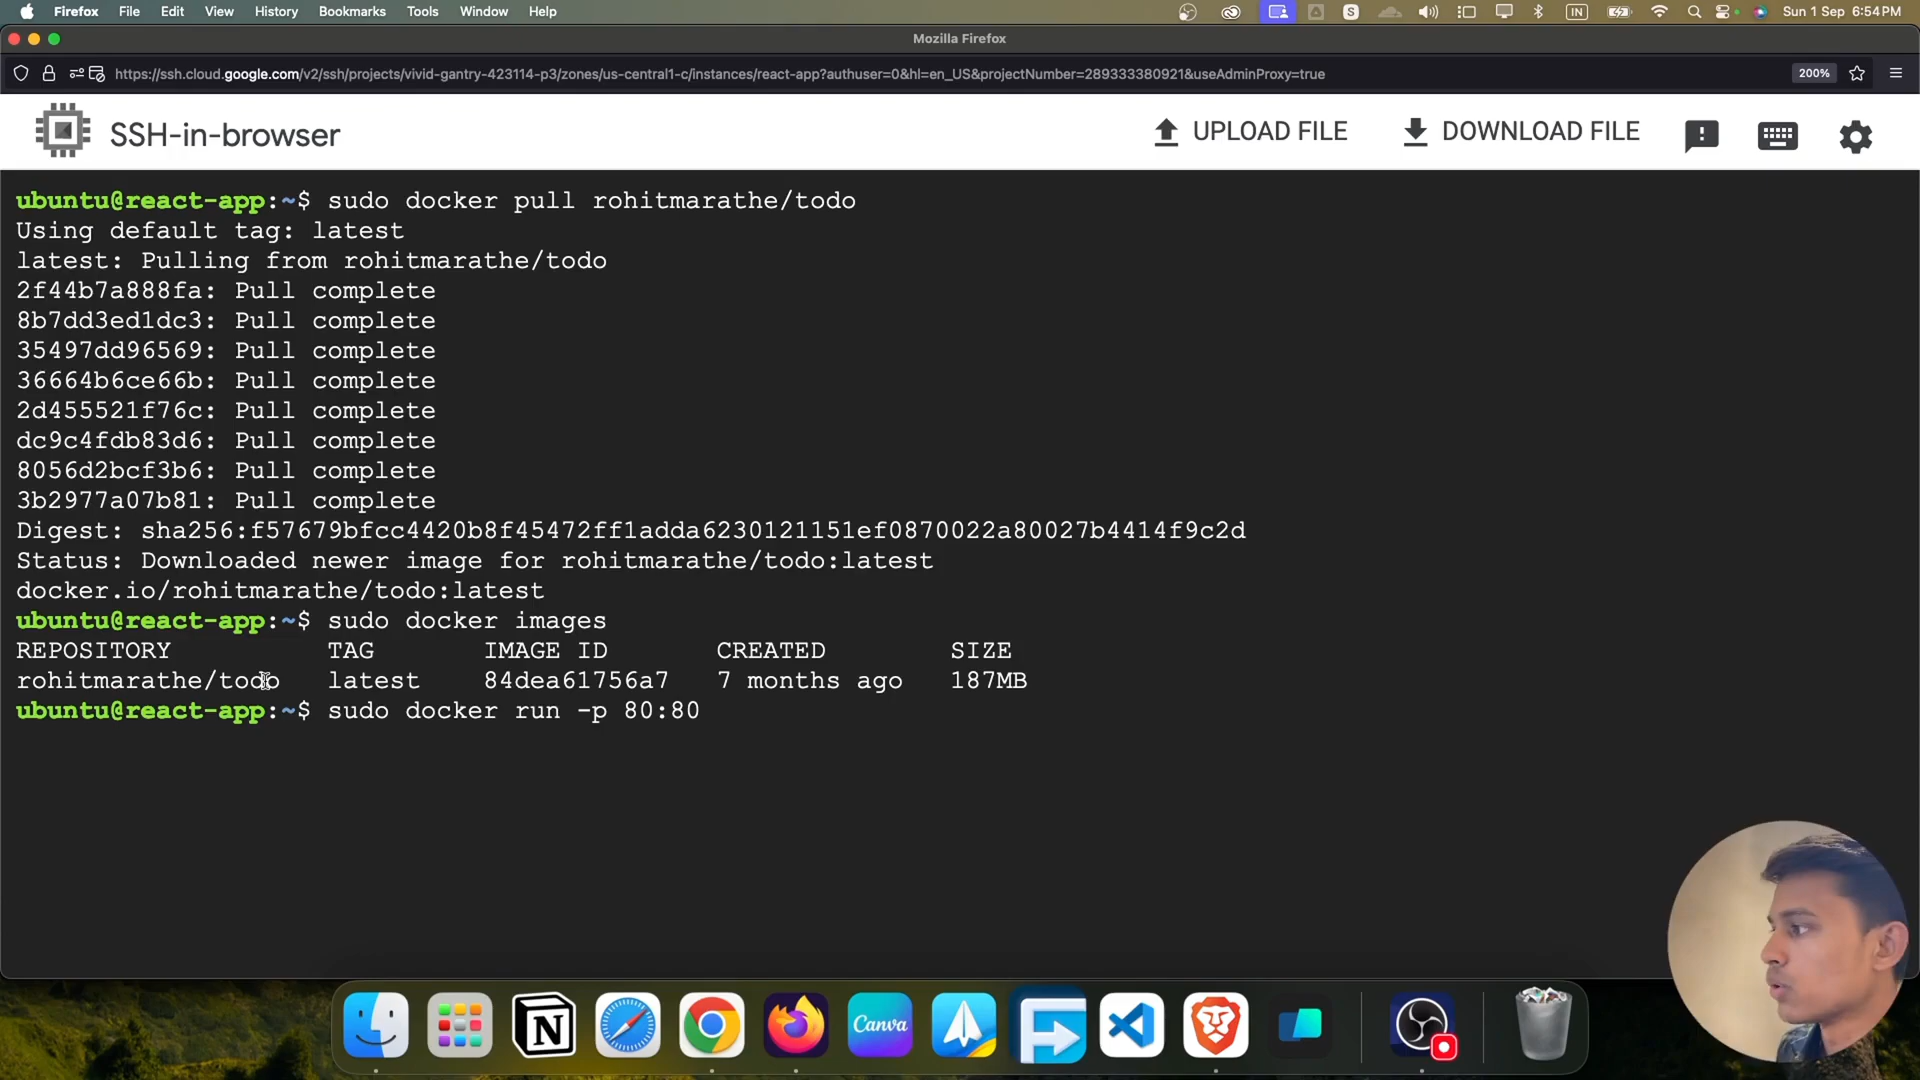 Firefox File Edit View History Bookmarks Tools Window Help
IN
Sun 1 Sep 6:54 PM
Mozilla Firefox
https://ssh.cloud.google.com/v2/ssh/projects/vivid-gantry-423114-p3/zones/us-central1-c/instances/react-app?authuser=0&hl=en_US&projectNumber=289333380921&useAdminProxy=true
200%
SSH-in-browser
UPLOAD FILE
DOWNLOAD FILE
ubuntu@react-app:~$ sudo docker pull rohitmarathe/todo
Using default tag: latest
latest: Pulling from rohitmarathe/todo
2f44b7a888fa: Pull complete
8b7dd3ed1dc3: Pull complete
35497dd96569: Pull complete
36664b6ce66b: Pull complete
2d455521f76c: Pull complete
dc9c4fdb83d6: Pull complete
8056d2bcf3b6: Pull complete
3b2977a07b81: Pull complete
Digest: sha256:f57679bfcc4420b8f45472ff1adda6230121151ef0870022a80027b4414f9c2d
Status: Downloaded newer image for rohitmarathe/todo:latest
docker.io/rohitmarathe/todo:latest
ubuntu@react-app:~$ sudo docker images
REPOSITORY TAG IMAGE ID CREATED SIZE
rohitmarathe/todo latest 84dea61756a7 7 months ago 187MB
ubuntu@react-app:~$ sudo docker run -p 80:80
Canva